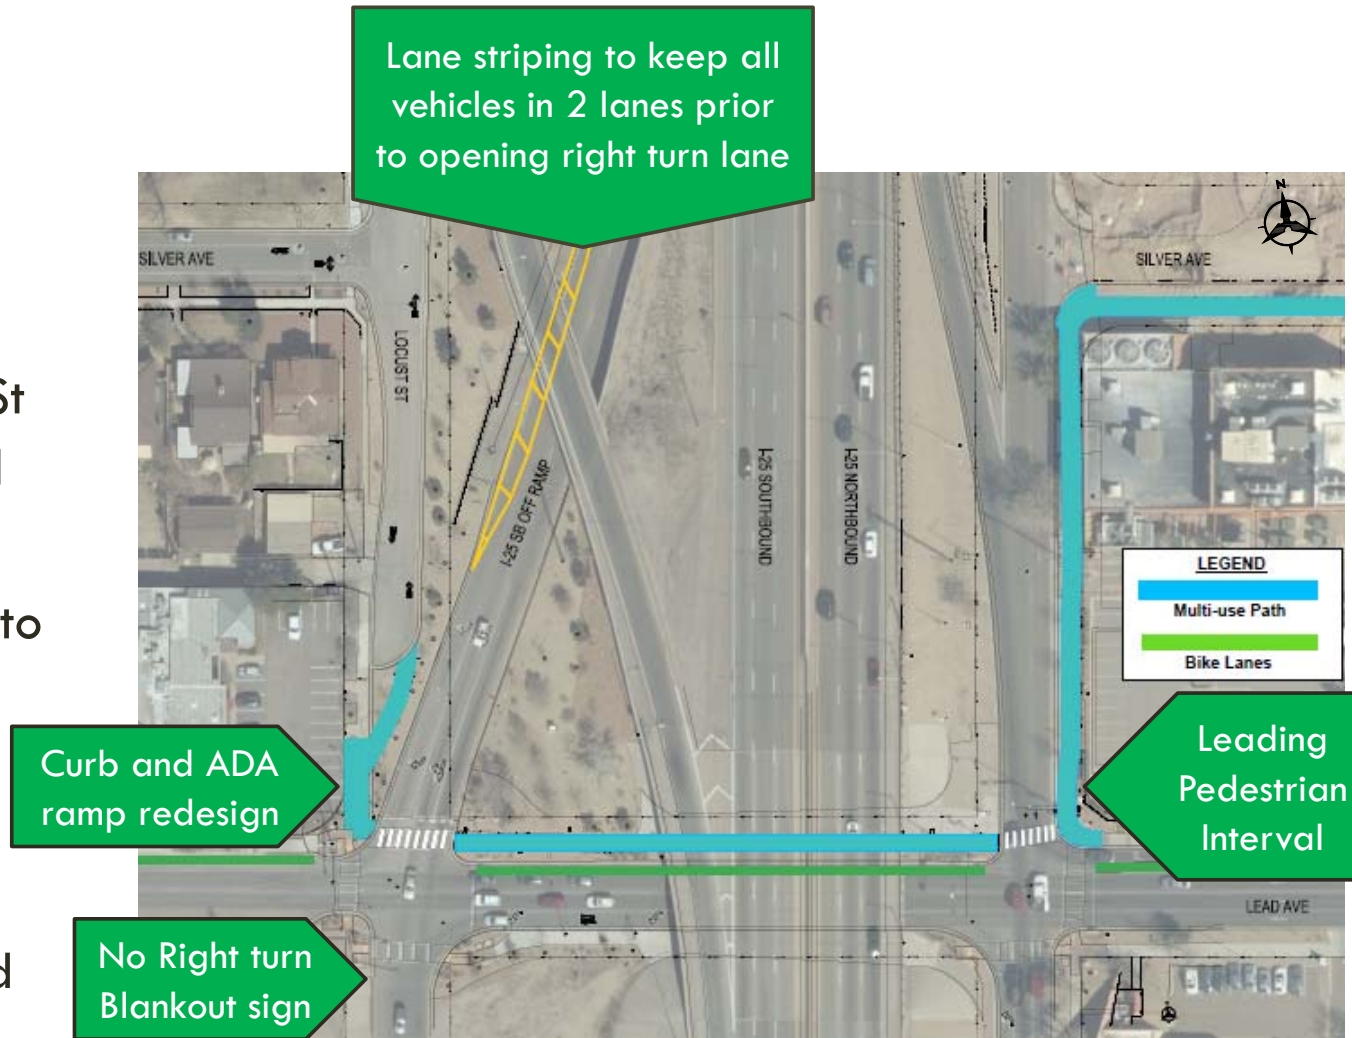 Lane striping to keep all
vehicles in 2 lanes prior
to opening right turn lane
N
SILVER AVE
SILVER AVE
LOCUST ST
St
I-25 SB OFF RAMP
I-25 SOUTHBOUND
I-25 NORTHBOUND
LEGEND
Multi-use Path
Bike Lanes
to
Curb and ADA
ramp redesign
Leading
Pedestrian
Interval
LEAD AVE
No Right turn
Blankout sign